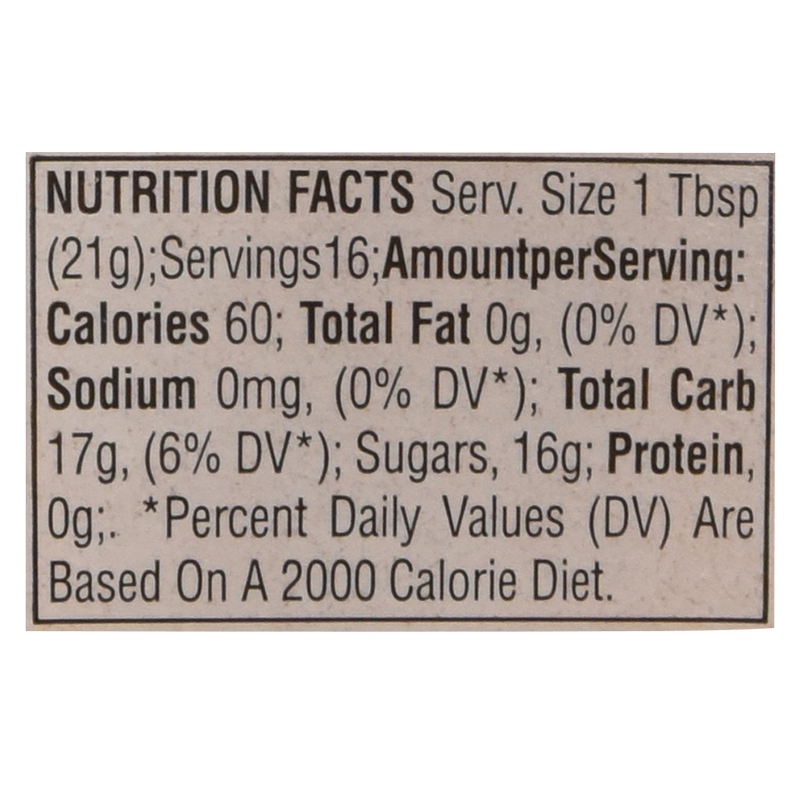 NUTRITION FACTS Serv. Size 1 Tbsp
(21g);Servings16;AmountperServing:
Calories 60; Total Fat 0g, (0% DV*);
Sodium 0mg, (0% DV*); Total Carb
17g, (6% DV*); Sugars, 16g; Protein,
0g;. *Percent Daily Values (DV) Are
Based On A 2000 Calorie Diet.